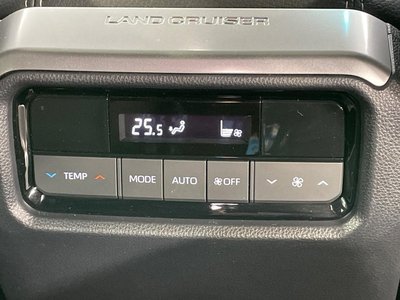 LAND CRUISER
25.5
TEMP MODE AUTO OFF